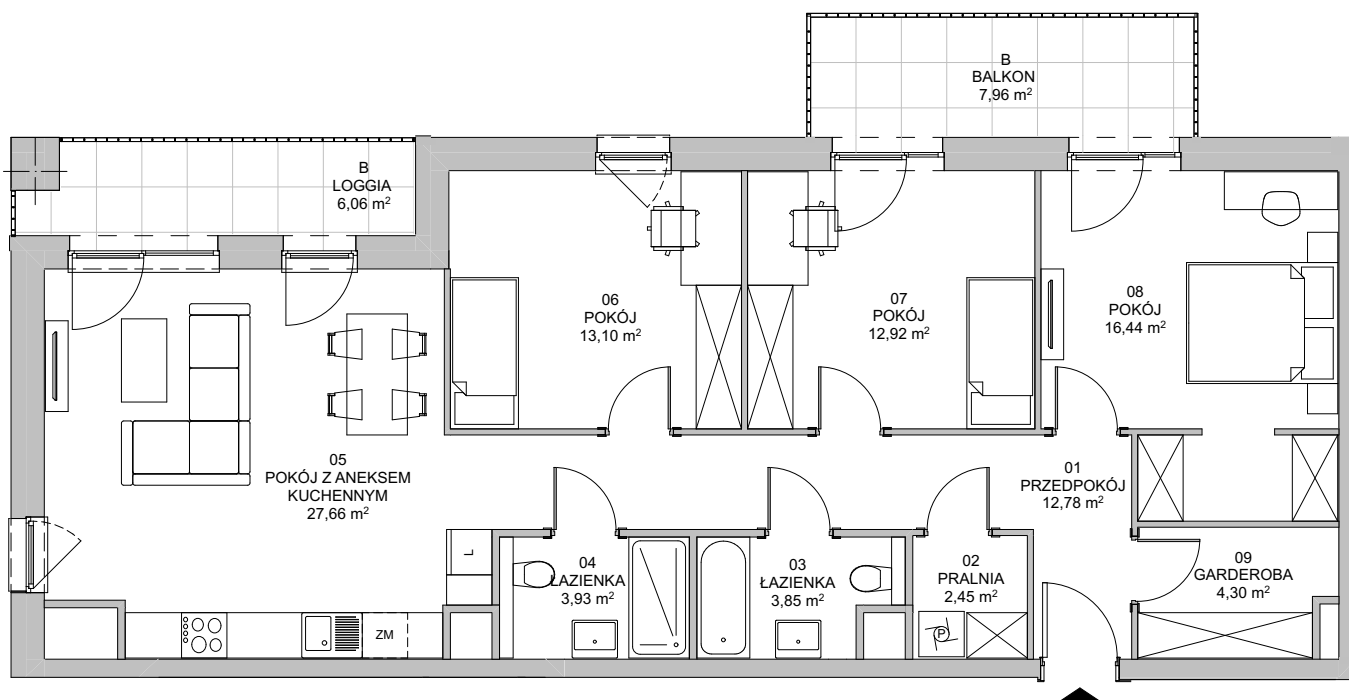 B
BALKON
7,96 m²
B
LOGGIA
6,06 m²
06
POKÓJ
13,10 m²
07
POKÓJ
12,92 m²
08
POKÓJ
16,44 m²
05
POKÓJ Z ANEKSEM
KUCHENNYM
27,66 m²
01
PRZEDPOKÓJ
12,78 m²
L
04
ŁAZIENKA
3,93 m²
03
ŁAZIENKA
3,85 m²
02
PRALNIA
2,45 m²
09
GARDEROBA
4,30 m²
ZM
P